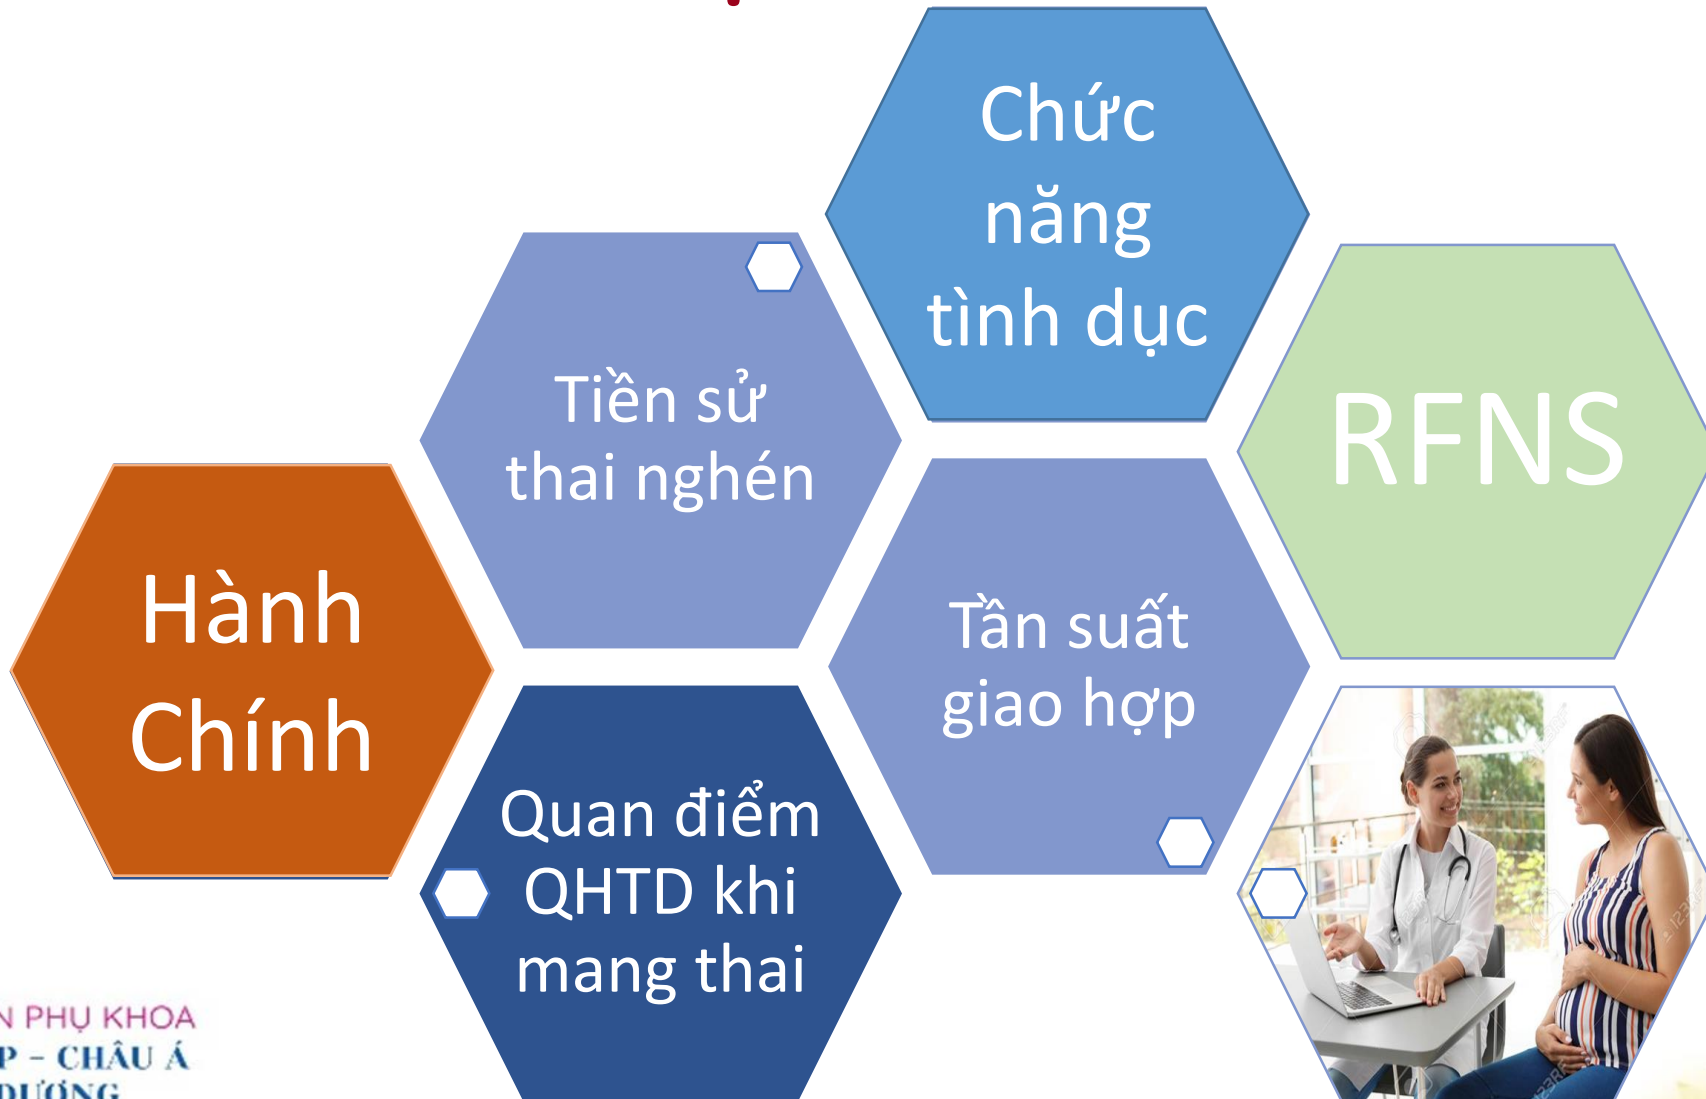 Chức
năng
tình dục
Tiền sử
thai nghén
RFNS
Hành
Chính
Tần suất
giao hợp
Quan điểm
QHTD khi
mang thai
N PHỤ KHOA
P - CHÂU Á
DƯƠNG